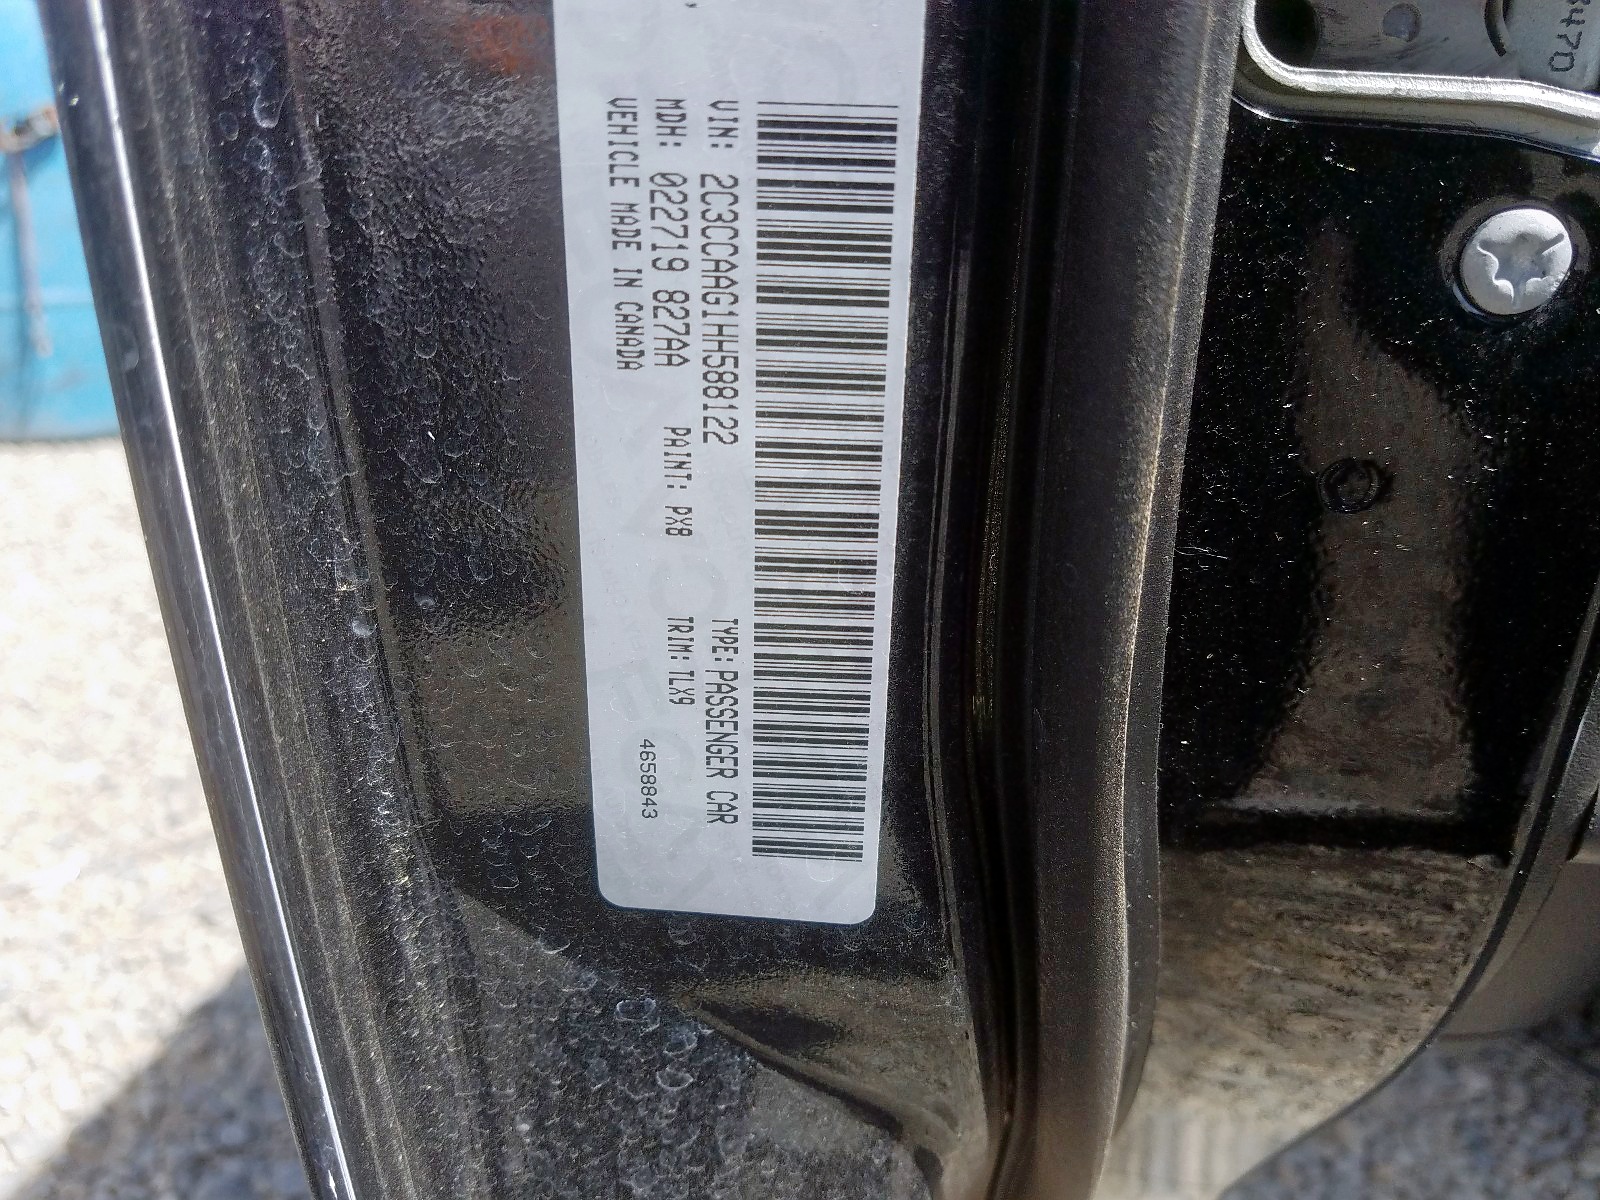 VIN: 2C3CCAAG1HH588122 TYPE: PASSENGER CAR
MDH: 022719 827AA PAINT: PX8 TRIM: TLX9
VEHICLE MADE IN CANADA 4658843